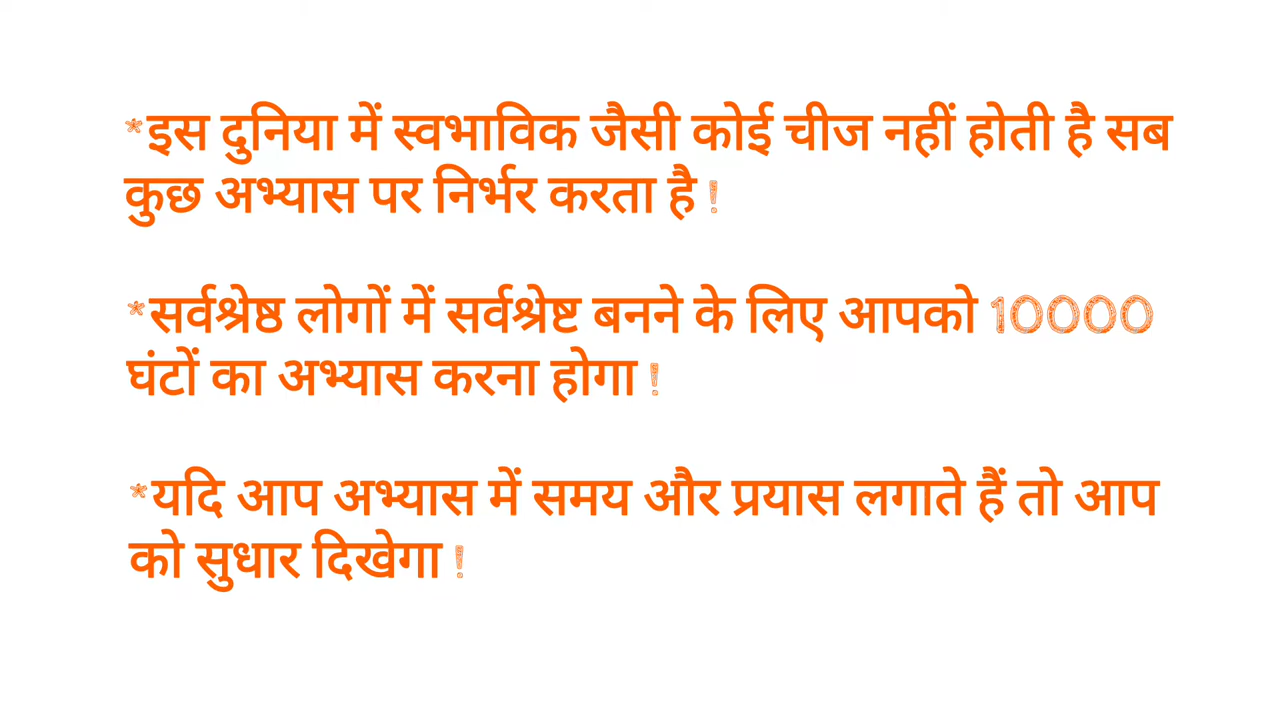 *इस दुनिया में स्वभाविक जैसी कोई चीज नहीं होती है सब
कुछ अभ्यास पर निर्भर करता है !
*सर्वश्रेष्ठ लोगों में सर्वश्रेष्ट बनने के लिए आपको 10000
घंटों का अभ्यास करना होगा !
*यदि आप अभ्यास में समय और प्रयास लगाते हैं तो आप
को सुधार दिखेगा !